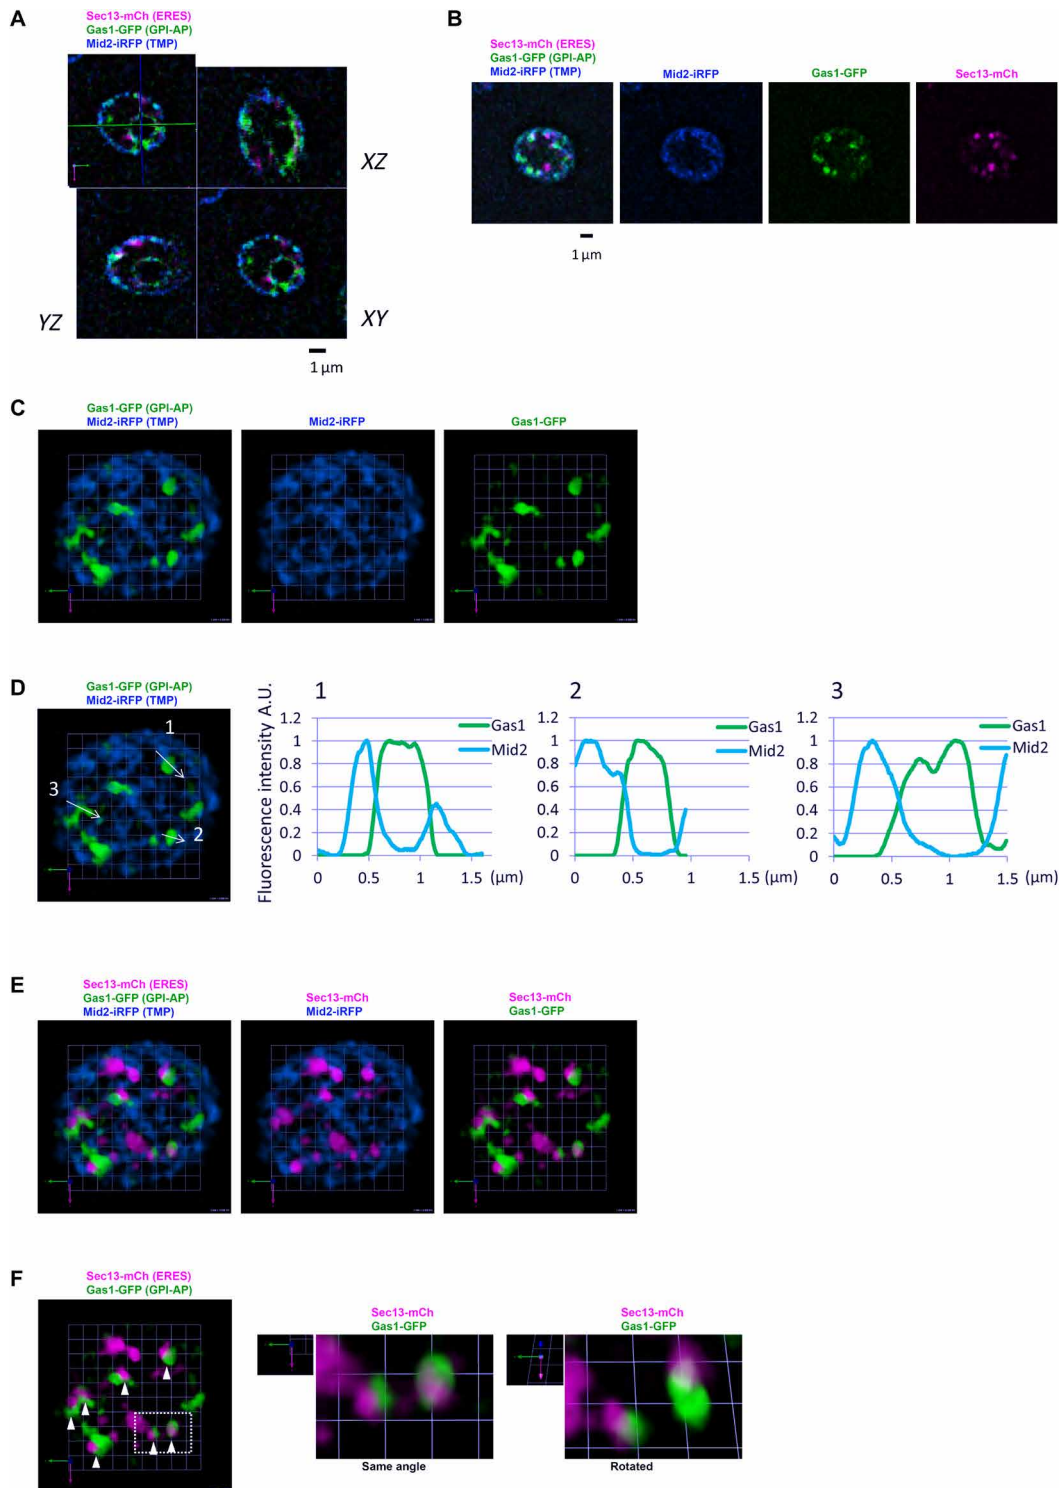 A
Sec13-mCh (ERES)
Gas1-GFP (GPI-AP)
Mid2-iRFP (TMP)
XZ
YZ
XY
1 μm
B
Sec13-mCh (ERES)
Gas1-GFP (GPI-AP)
Mid2-iRFP (TMP)
Mid2-iRFP
Gas1-GFP
Sec13-mCh
1 μm
C
Gas1-GFP (GPI-AP)
Mid2-iRFP (TMP)
Mid2-iRFP
Gas1-GFP
D
Gas1-GFP (GPI-AP)
Mid2-iRFP (TMP)
1
3
2
Fluorescence intensity A.U.
1
1.2
1
0.8
0.6
0.4
0.2
0
Gas1
Mid2
0 0.5 1 1.5 (μm)
2
1.2
1
0.8
0.6
0.4
0.2
0
Gas1
Mid2
0 0.5 1 1.5 (μm)
3
1.2
1
0.8
0.6
0.4
0.2
0
Gas1
Mid2
0 0.5 1 1.5 (μm)
E
Sec13-mCh (ERES)
Gas1-GFP (GPI-AP)
Mid2-iRFP (TMP)
Sec13-mCh
Mid2-iRFP
Sec13-mCh
Gas1-GFP
F
Sec13-mCh (ERES)
Gas1-GFP (GPI-AP)
Sec13-mCh
Gas1-GFP
Same angle
Sec13-mCh
Gas1-GFP
Rotated